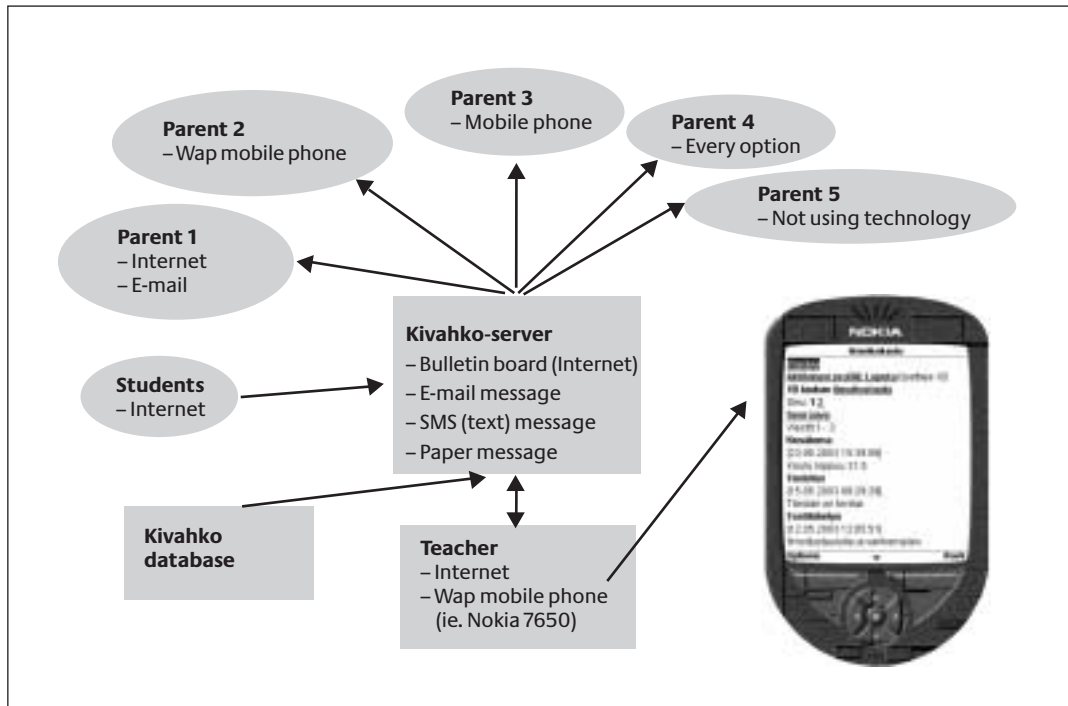 Parent 3
– Mobile phone
Parent 2
– Wap mobile phone
Parent 4
– Every option
Parent 5
– Not using technology
Parent 1
– Internet
– E-mail
Kivahko-server
– Bulletin board (Internet)
– E-mail message
– SMS (text) message
– Paper message
Students
– Internet
Kivahko
database
Teacher
– Internet
– Wap mobile phone
(ie. Nokia 7650)
NOKIA